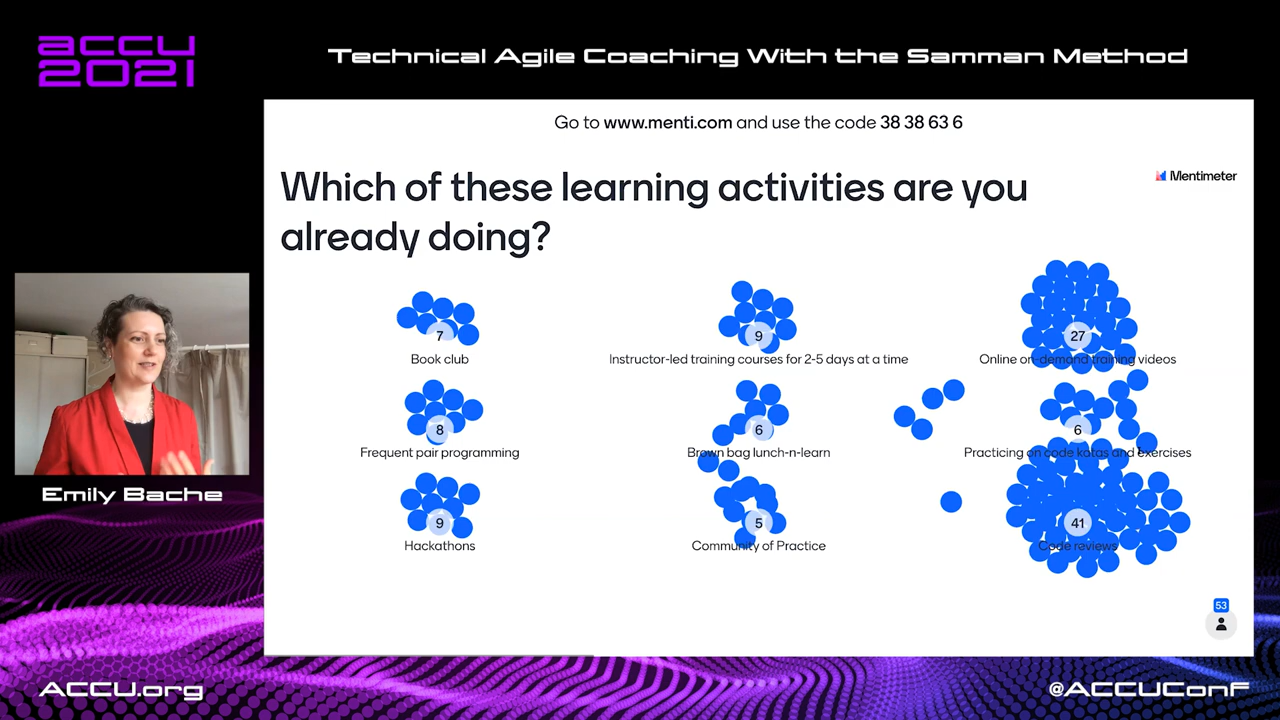 accu
2021
Technical Agile Coaching With the Samman Method
Go to www.menti.com and use the code 38 38 63 6
Which of these learning activities are you
already doing?
Mentimeter
7
Book club
9
Instructor-led training courses for 2-5 days at a time
27
Online on-demand training videos
8
Frequent pair programming
6
Brown bag lunch-n-learn
6
Practicing on code katas and exercises
9
Hackathons
5
Community of Practice
41
Code reviews
53
Emily Bache
ACCU.org
@ACCUConf